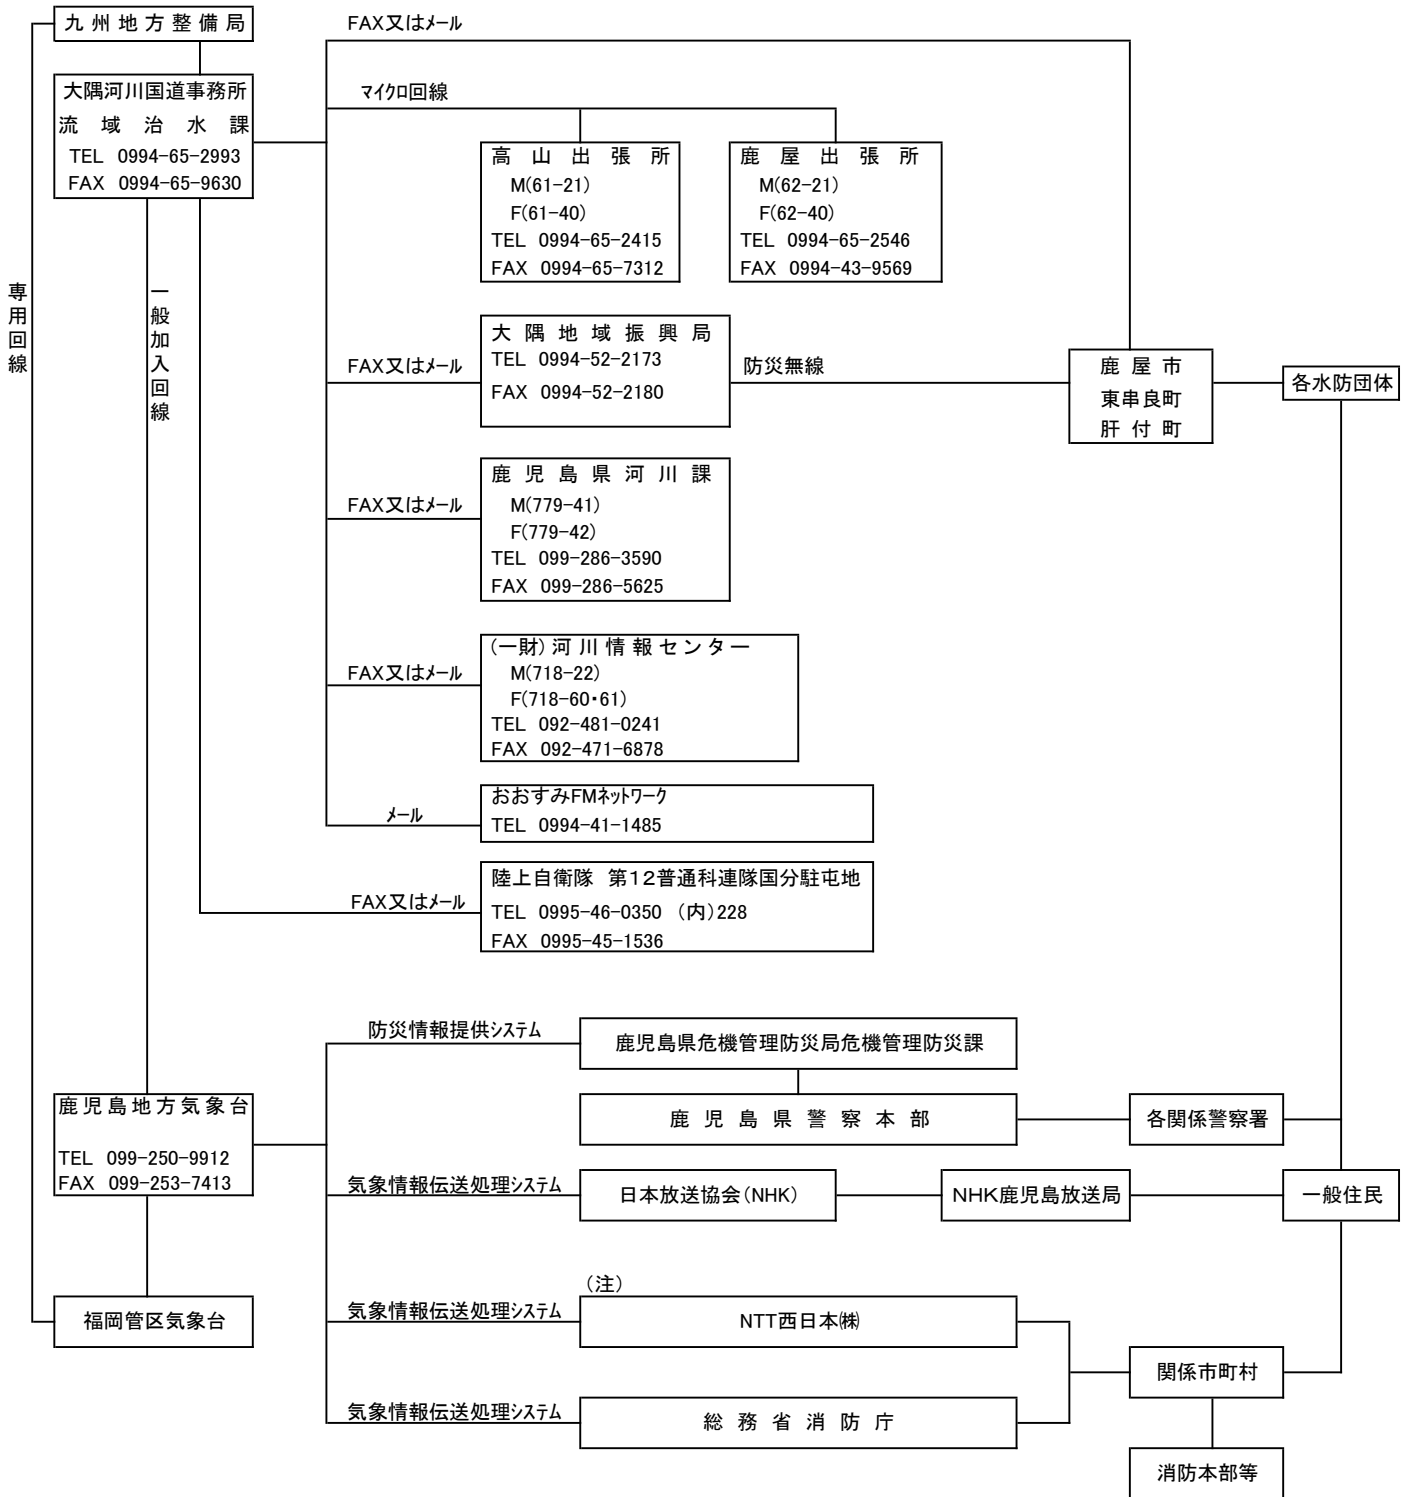 九州地方整備局
FAX又はメール
大隅河川国道事務所
流域治水課
TEL 0994-65-2993
FAX 0994-65-9630
マイクロ回線
高山出張所
M(61-21)
F(61-40)
TEL 0994-65-2415
FAX 0994-65-7312
鹿屋出張所
M(62-21)
F(62-40)
TEL 0994-65-2546
FAX 0994-43-9569
専用回線
一般加入回線
FAX又はメール
大隅地域振興局
TEL 0994-52-2173
FAX 0994-52-2180
防災無線
鹿屋市
東串良町
肝付町
各水防団体
FAX又はメール
鹿児島県河川課
M(779-41)
F(779-42)
TEL 099-286-3590
FAX 099-286-5625
FAX又はメール
(一財)河川情報センター
M(718-22)
F(718-60・61)
TEL 092-481-0241
FAX 092-471-6878
メール
おおすみFMネットワーク
TEL 0994-41-1485
FAX又はメール
陸上自衛隊 第12普通科連隊国分駐屯地
TEL 0995-46-0350 (内)228
FAX 0995-45-1536
防災情報提供システム
鹿児島県危機管理防災局危機管理防災課
鹿児島地方気象台
TEL 099-250-9912
FAX 099-253-7413
鹿児島県警察本部
各関係警察署
気象情報伝送処理システム
日本放送協会(NHK)
NHK鹿児島放送局
一般住民
(注)
福岡管区気象台
気象情報伝送処理システム
NTT西日本㈱
関係市町村
気象情報伝送処理システム
総務省消防庁
消防本部等